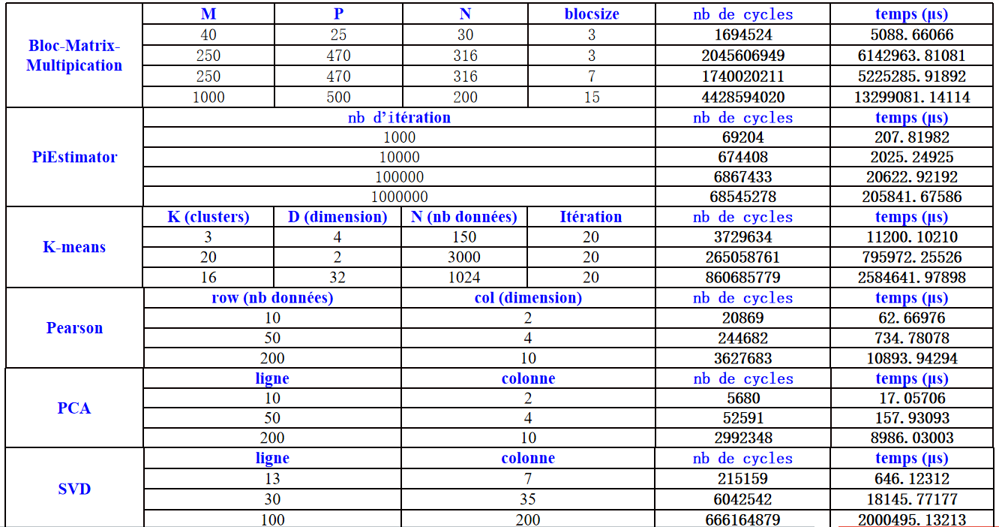 Bloc-Matrix-
Multipication
M P N blocsize nb de cycles temps (µs)
40 25 30 3 1694524 5088.66066
250 470 316 3 2045606949 6142963.81081
250 470 316 7 1740020211 5225285.91892
1000 500 200 15 4428594020 13299081.14114
PiEstimator
nb d’itération nb de cycles temps (µs)
1000 69204 207.81982
10000 674408 2025.24925
100000 6867433 20622.92192
1000000 68545278 205841.67586
K-means
K (clusters) D (dimension) N (nb données) Itération nb de cycles temps (µs)
3 4 150 20 3729634 11200.10210
20 2 3000 20 265058761 795972.25526
16 32 1024 20 860685779 2584641.97898
Pearson
row (nb données) col (dimension) nb de cycles temps (µs)
10 2 20869 62.66976
50 4 244682 734.78078
200 10 3627683 10893.94294
PCA
ligne colonne nb de cycles temps (µs)
10 2 5680 17.05706
50 4 52591 157.93093
200 10 2992348 8986.03003
SVD
ligne colonne nb de cycles temps (µs)
13 7 215159 646.12312
30 35 6042542 18145.77177
100 200 666164879 2000495.13213